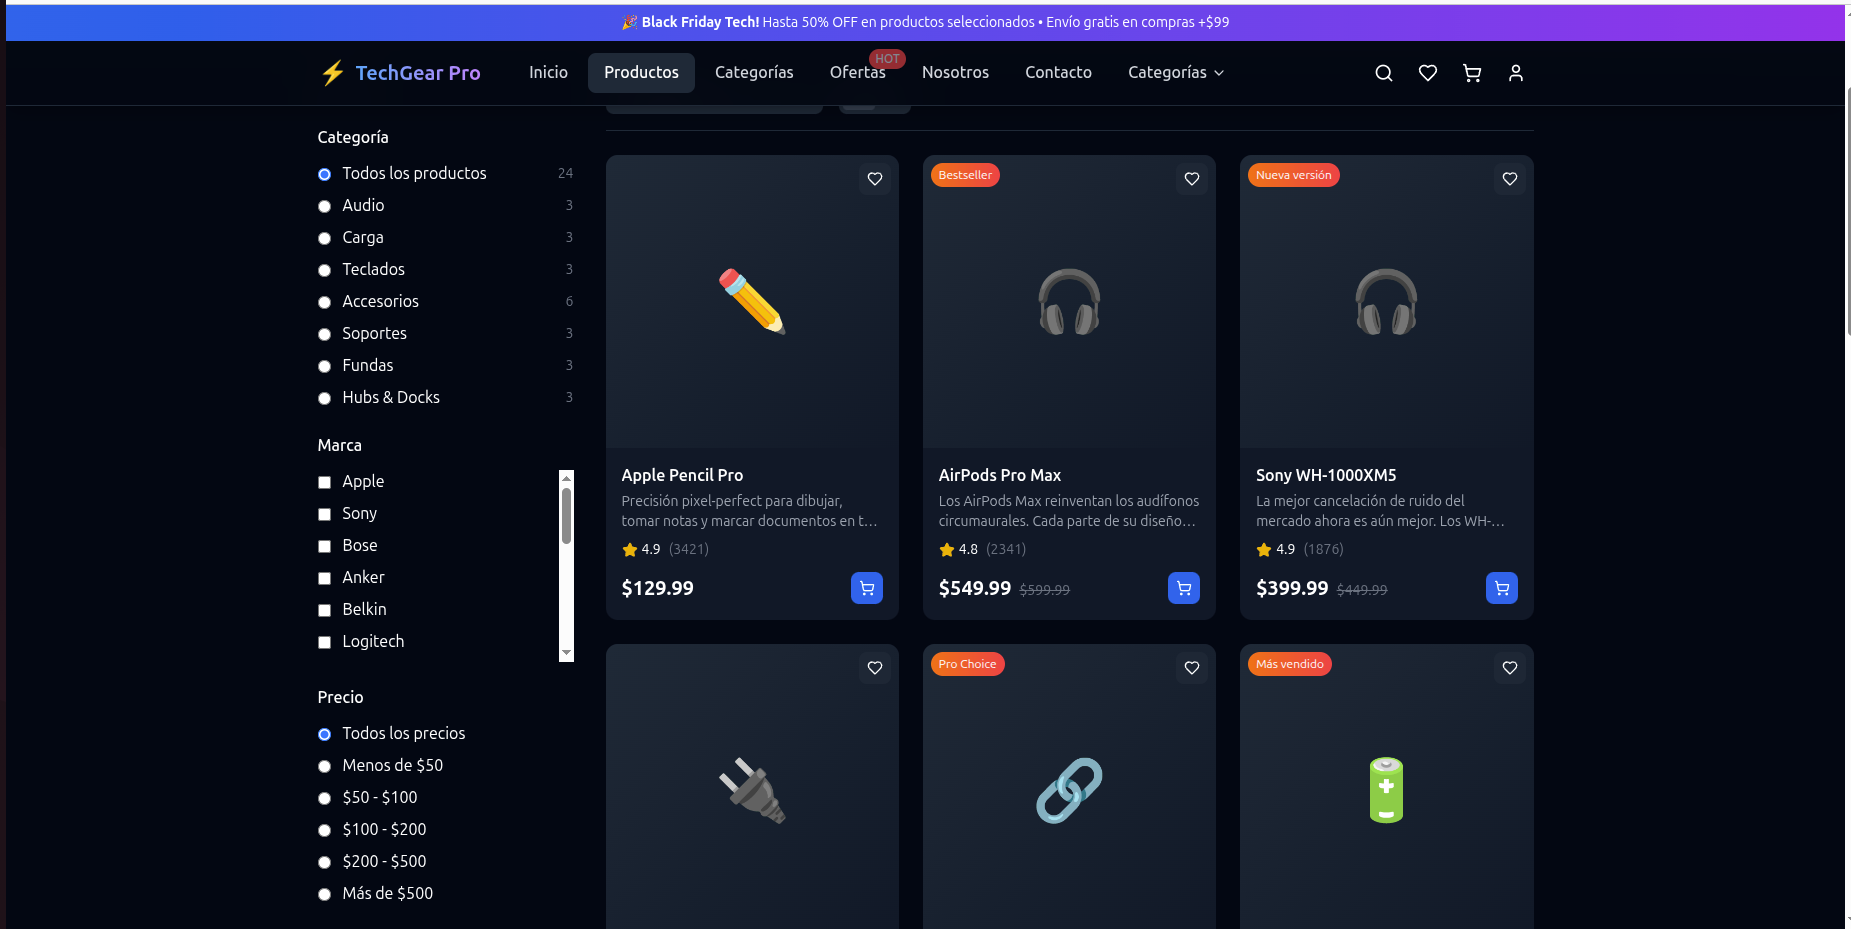 🎉 Black Friday Tech! Hasta 50% OFF en productos seleccionados • Envío gratis en compras +$99
⚡ TechGear Pro
Inicio
Productos
Categorías
Ofertas
HOT
Nosotros
Contacto
Categorías
Categoría
Todos los productos 24
Audio 3
Carga 3
Teclados 3
Accesorios 6
Soportes 3
Fundas 3
Hubs & Docks 3
Marca
Apple
Sony
Bose
Anker
Belkin
Logitech
Precio
Todos los precios
Menos de $50
$50 - $100
$100 - $200
$200 - $500
Más de $500
Apple Pencil Pro
Precisión pixel-perfect para dibujar,
tomar notas y marcar documentos en t...
4.9 (3421)
$129.99
Bestseller
AirPods Pro Max
Los AirPods Max reinventan los audífonos
circumaurales. Cada parte de su diseño...
4.8 (2341)
$549.99 $599.99
Nueva versión
Sony WH-1000XM5
La mejor cancelación de ruido del
mercado ahora es aún mejor. Los WH-...
4.9 (1876)
$399.99 $449.99
Pro Choice
Más vendido